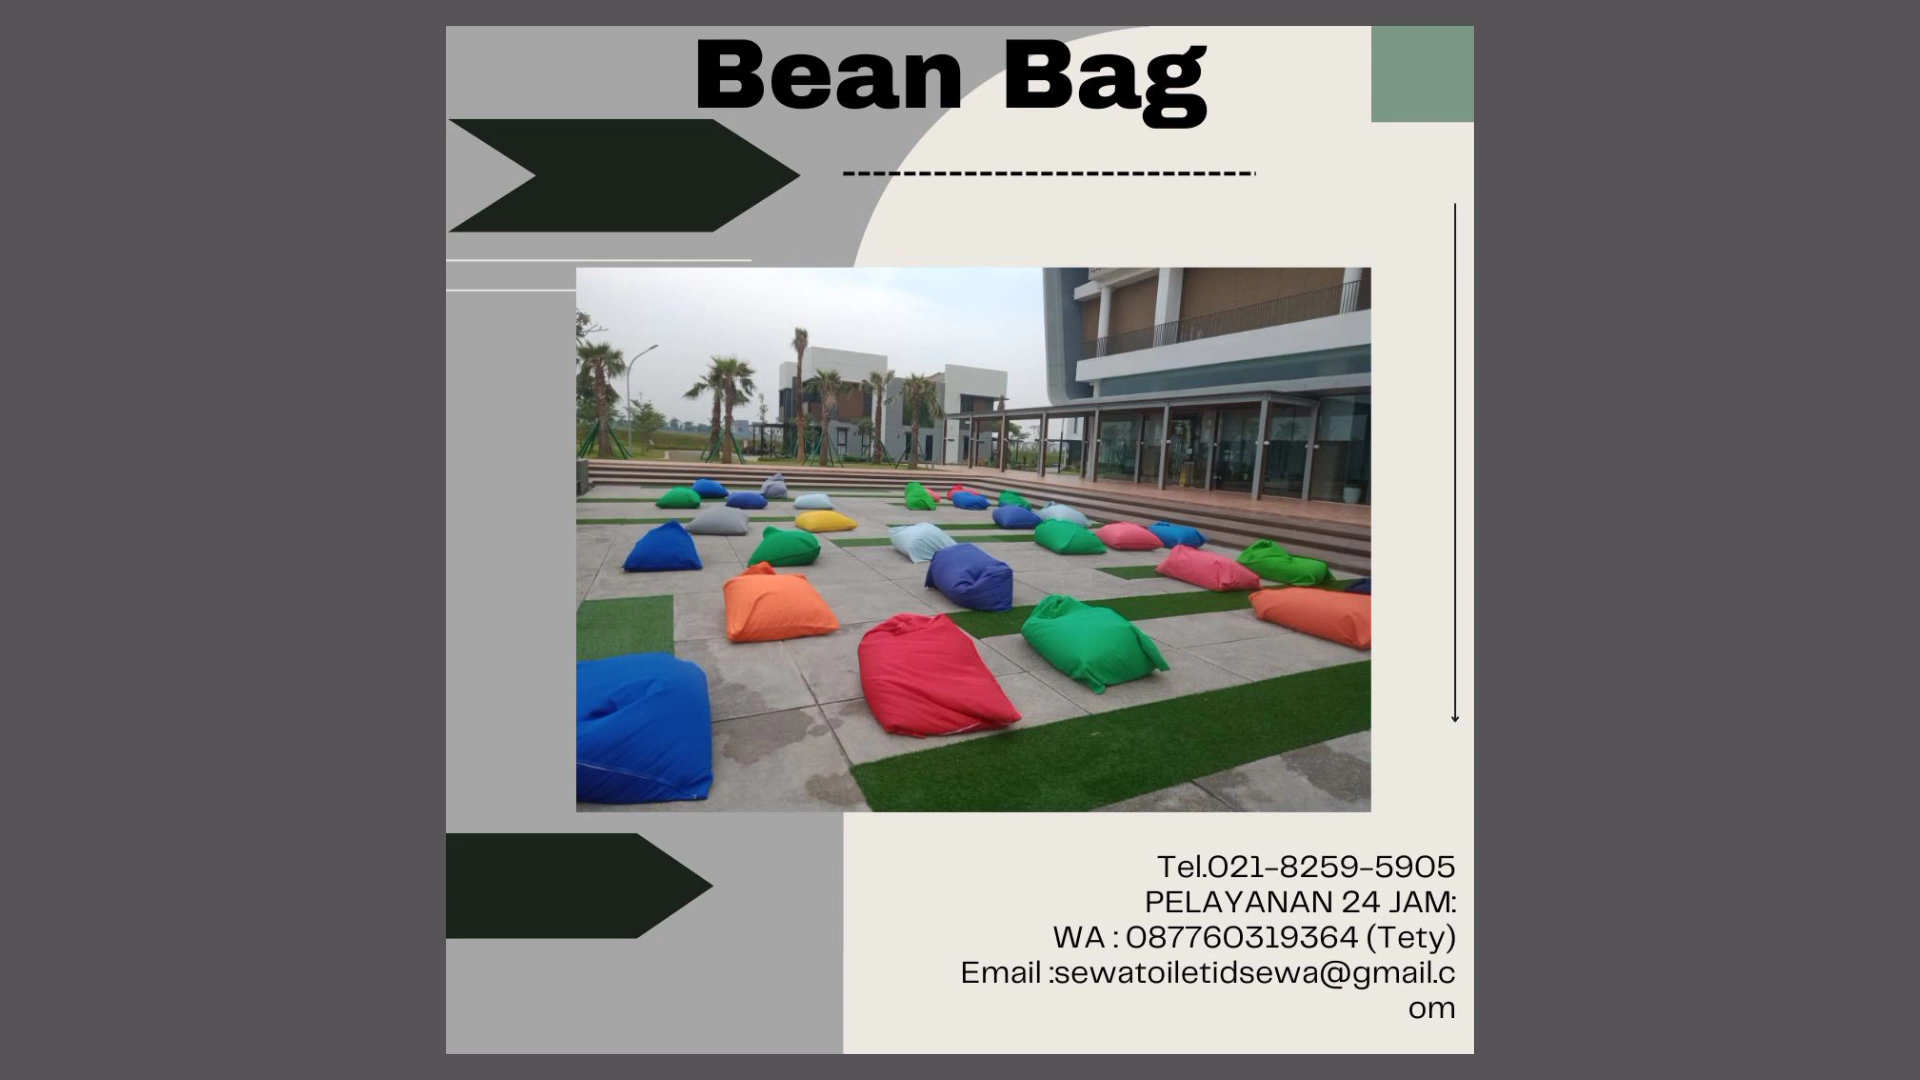 Bean Bag
Tel.021-8259-5905
PELAYANAN 24 JAM:
WA : 087760319364 (Tety)
Email :sewatoiletidsewa@gmail.c
om